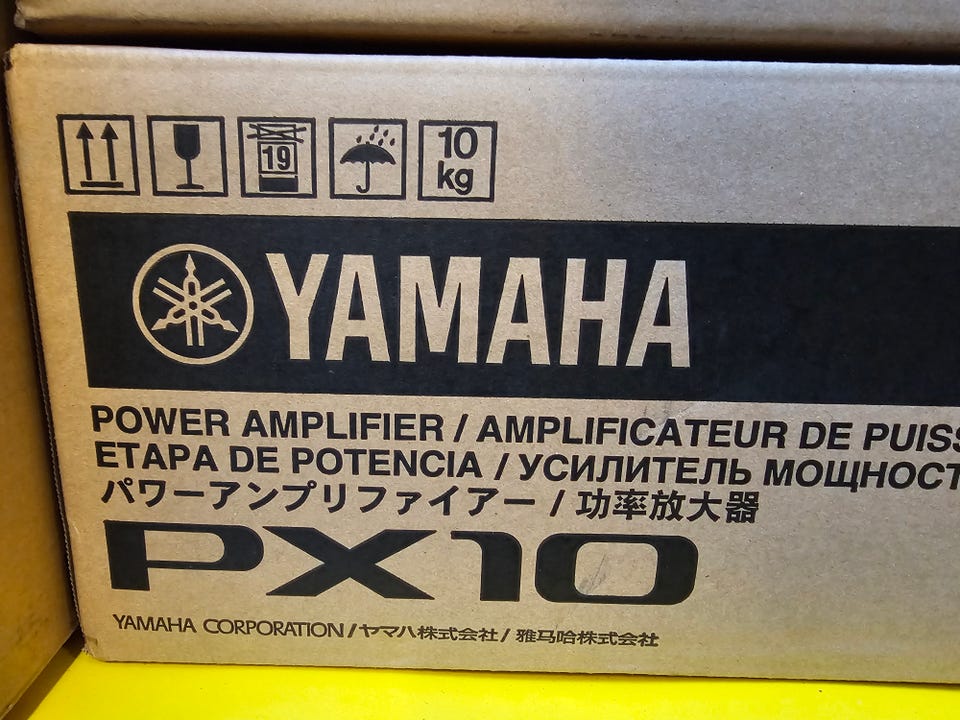 19
10
kg
YAMAHA
POWER AMPLIFIER / AMPLIFICATEUR DE
ETAPA DE POTENCIA / УСИЛИТЕЛЬ
パワーアンプリファイアー / 功率放大器
PX10
YAMAHA CORPORATION / ヤマハ株式会社 / 雅马哈株式会社